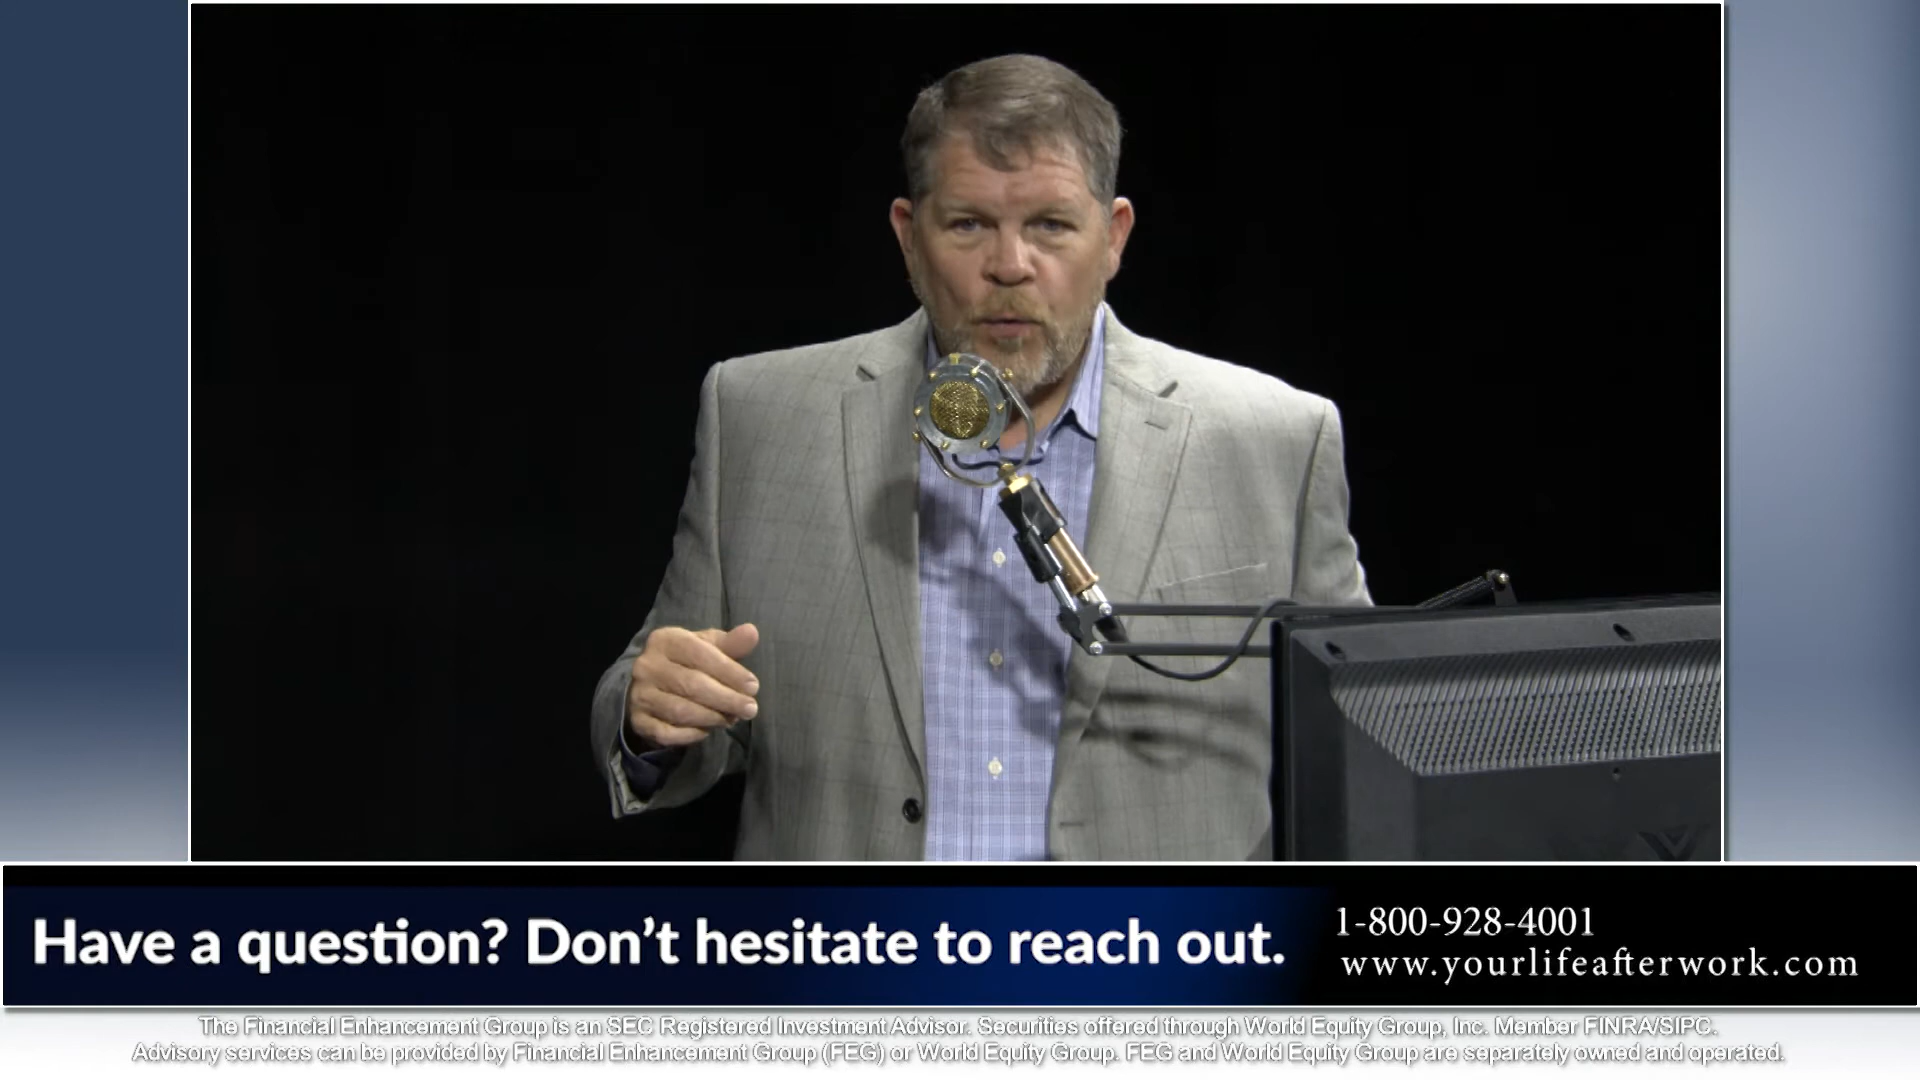 Have a question? Don't hesitate to reach out.
1-800-928-4001
www.yourlifeafterwork.com
The Financial Enhancement Group is an SEC Registered Investment Advisor. Securities offered through World Equity Group, Inc. Member FINRA/SIPC.
Advisory services can be provided by Financial Enhancement Group (FEG) or World Equity Group. FEG and World Equity Group are separately owned and operated.